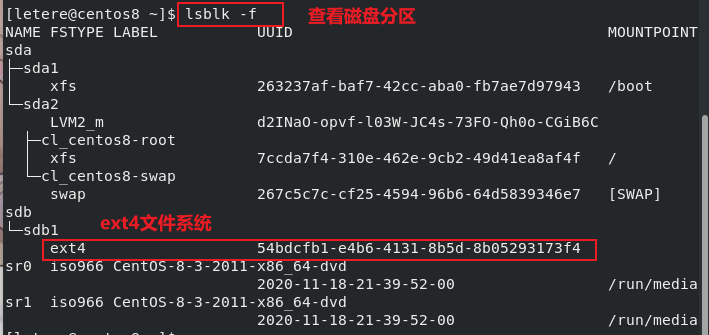 [letere@centos8 ~]$ lsblk -f 查看磁盘分区
NAME FSTYPE LABEL UUID MOUNTPOINT
sda
├─sda1
xfs 263237af-baf7-42cc-aba0-fb7ae7d97943 /boot
└─sda2
LVM2_m d2INaO-opvf-l03W-JC4s-73FO-Qh0o-CGiB6C
├─cl_centos8-root
xfs 7ccda7f4-310e-462e-9cb2-49d41ea8af4f /
└─cl_centos8-swap
swap 267c5c7c-cf25-4594-96b6-64d5839346e7 [SWAP]
sdb ext4文件系统
└─sdb1
ext4 54bdcfb1-e4b6-4131-8b5d-8b05293173f4
sr0 iso966 CentOS-8-3-2011-x86_64-dvd
2020-11-18-21-39-52-00 /run/media
sr1 iso966 CentOS-8-3-2011-x86_64-dvd
2020-11-18-21-39-52-00 /run/media